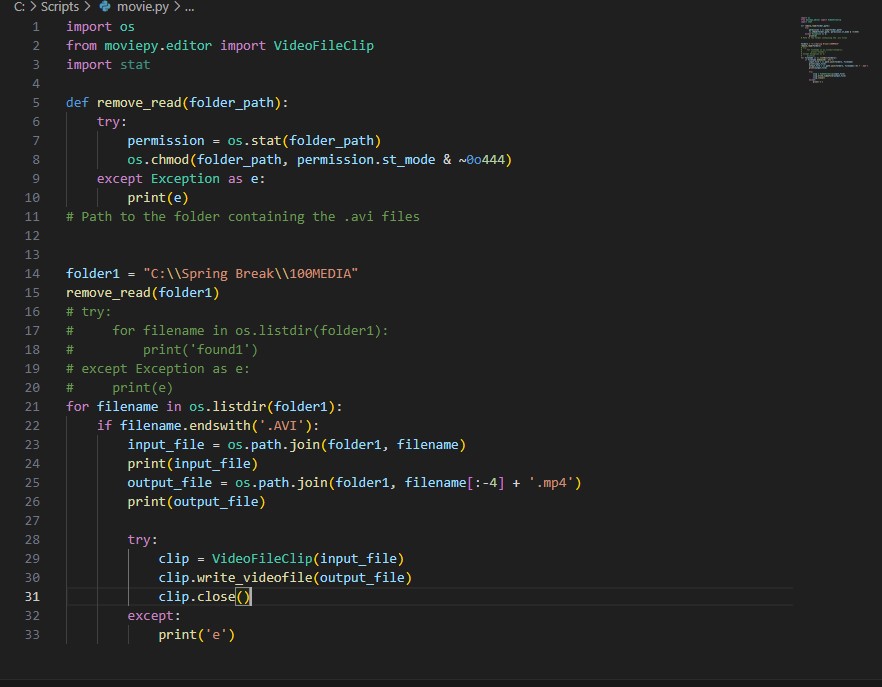 C: > Scripts > movie.py > ...
1 import os
2 from moviepy.editor import VideoFileClip
3 import stat
4
5 def remove_read(folder_path):
6     try:
7         permission = os.stat(folder_path)
8         os.chmod(folder_path, permission.st_mode & ~0o444)
9     except Exception as e:
10         print(e)
11 # Path to the folder containing the .avi files
12
13
14 folder1 = "C:\\Spring Break\\100MEDIA"
15 remove_read(folder1)
16 # try:
17 #     for filename in os.listdir(folder1):
18 #         print('found1')
19 # except Exception as e:
20 #     print(e)
21 for filename in os.listdir(folder1):
22     if filename.endswith('.AVI'):
23         input_file = os.path.join(folder1, filename)
24         print(input_file)
25         output_file = os.path.join(folder1, filename[:-4] + '.mp4')
26         print(output_file)
27
28         try:
29             clip = VideoFileClip(input_file)
30             clip.write_videofile(output_file)
31             clip.close()
32         except:
33             print('e')